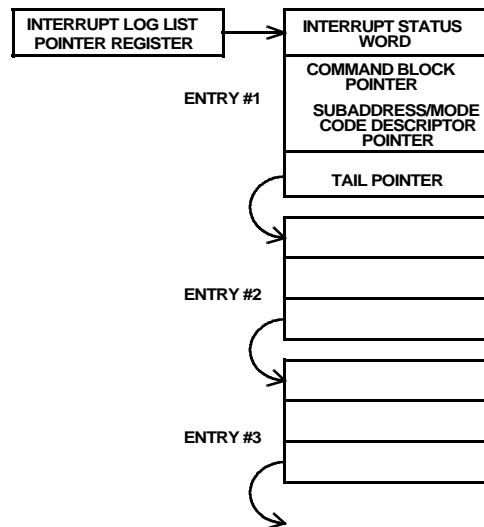 INTERRUPT LOG LIST
POINTER REGISTER
INTERRUPT STATUS
WORD
ENTRY #1
COMMAND BLOCK
POINTER
SUBADDRESS/MODE
CODE DESCRIPTOR
POINTER
TAIL POINTER
ENTRY #2
ENTRY #3